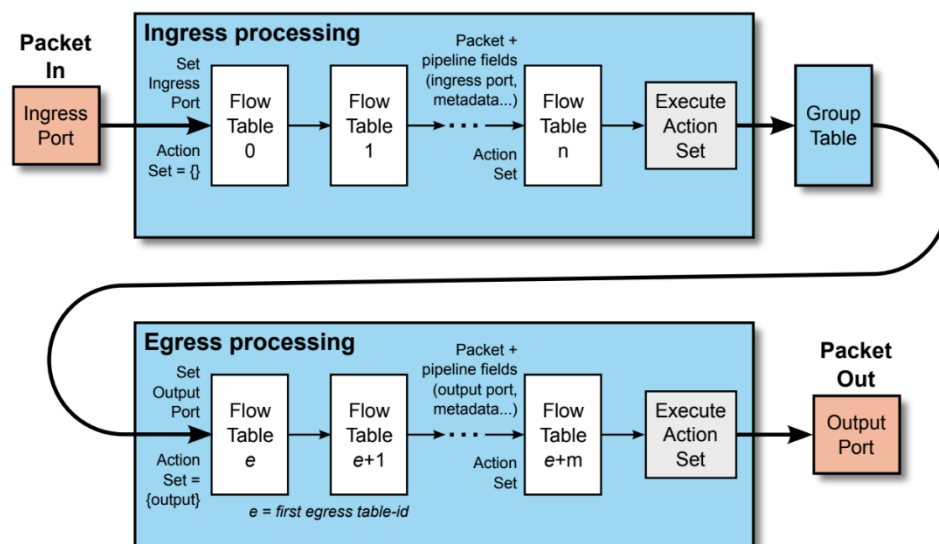 Ingress processing
Packet
In
Ingress
Port
Set
Ingress
Port
Action
Set = {}
Flow
Table
0
Flow
Table
1
Packet +
pipeline fields
(ingress port,
metadata...)
Action
Set
Flow
Table
n
Execute
Action
Set
Group
Table
Egress processing
Set
Output
Port
Action
Set =
{output}
Flow
Table
e
Flow
Table
e+1
e = first egress table-id
Packet +
pipeline fields
(output port,
metadata...)
Action
Set
Flow
Table
e+m
Execute
Action
Set
Packet
Out
Output
Port